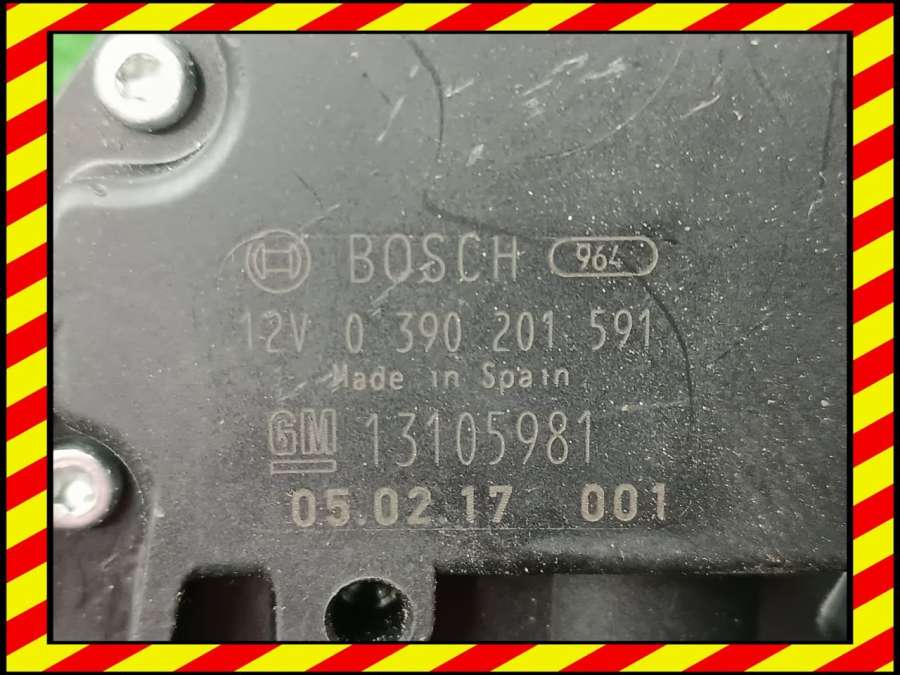 BOSCH 964
12V 0 390 201 591
Made in Spain
GM 13105981
05.02.17 001